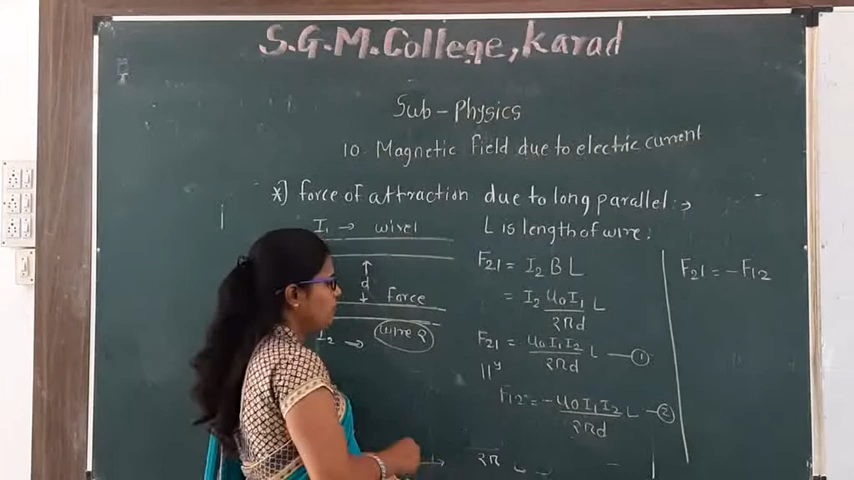 S.G.M.College,karad
Sub-Physics
10. Magnetic field due to electric current
*] force of attraction due to long parallel :→
I₁ → wire1
L is length of wire:
d
force
I₂ → wire 2
F₂₁ = I₂ B L
= I₂ μ₀I₁/2πd L
F₂₁ = μ₀I₁I₂/2πd L —①
||ly
F₁₂ = - μ₀I₁I₂/2πd L —②
2π
F₂₁ = -F₁₂